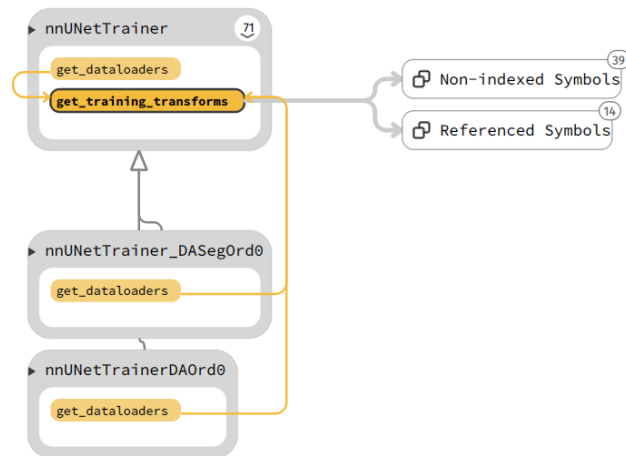 nnUNetTrainer
71
get_dataloaders
get_training_transforms
39
Non-indexed Symbols
14
Referenced Symbols
nnUNetTrainer_DASegOrd0
get_dataloaders
nnUNetTrainerDAOrd0
get_dataloaders